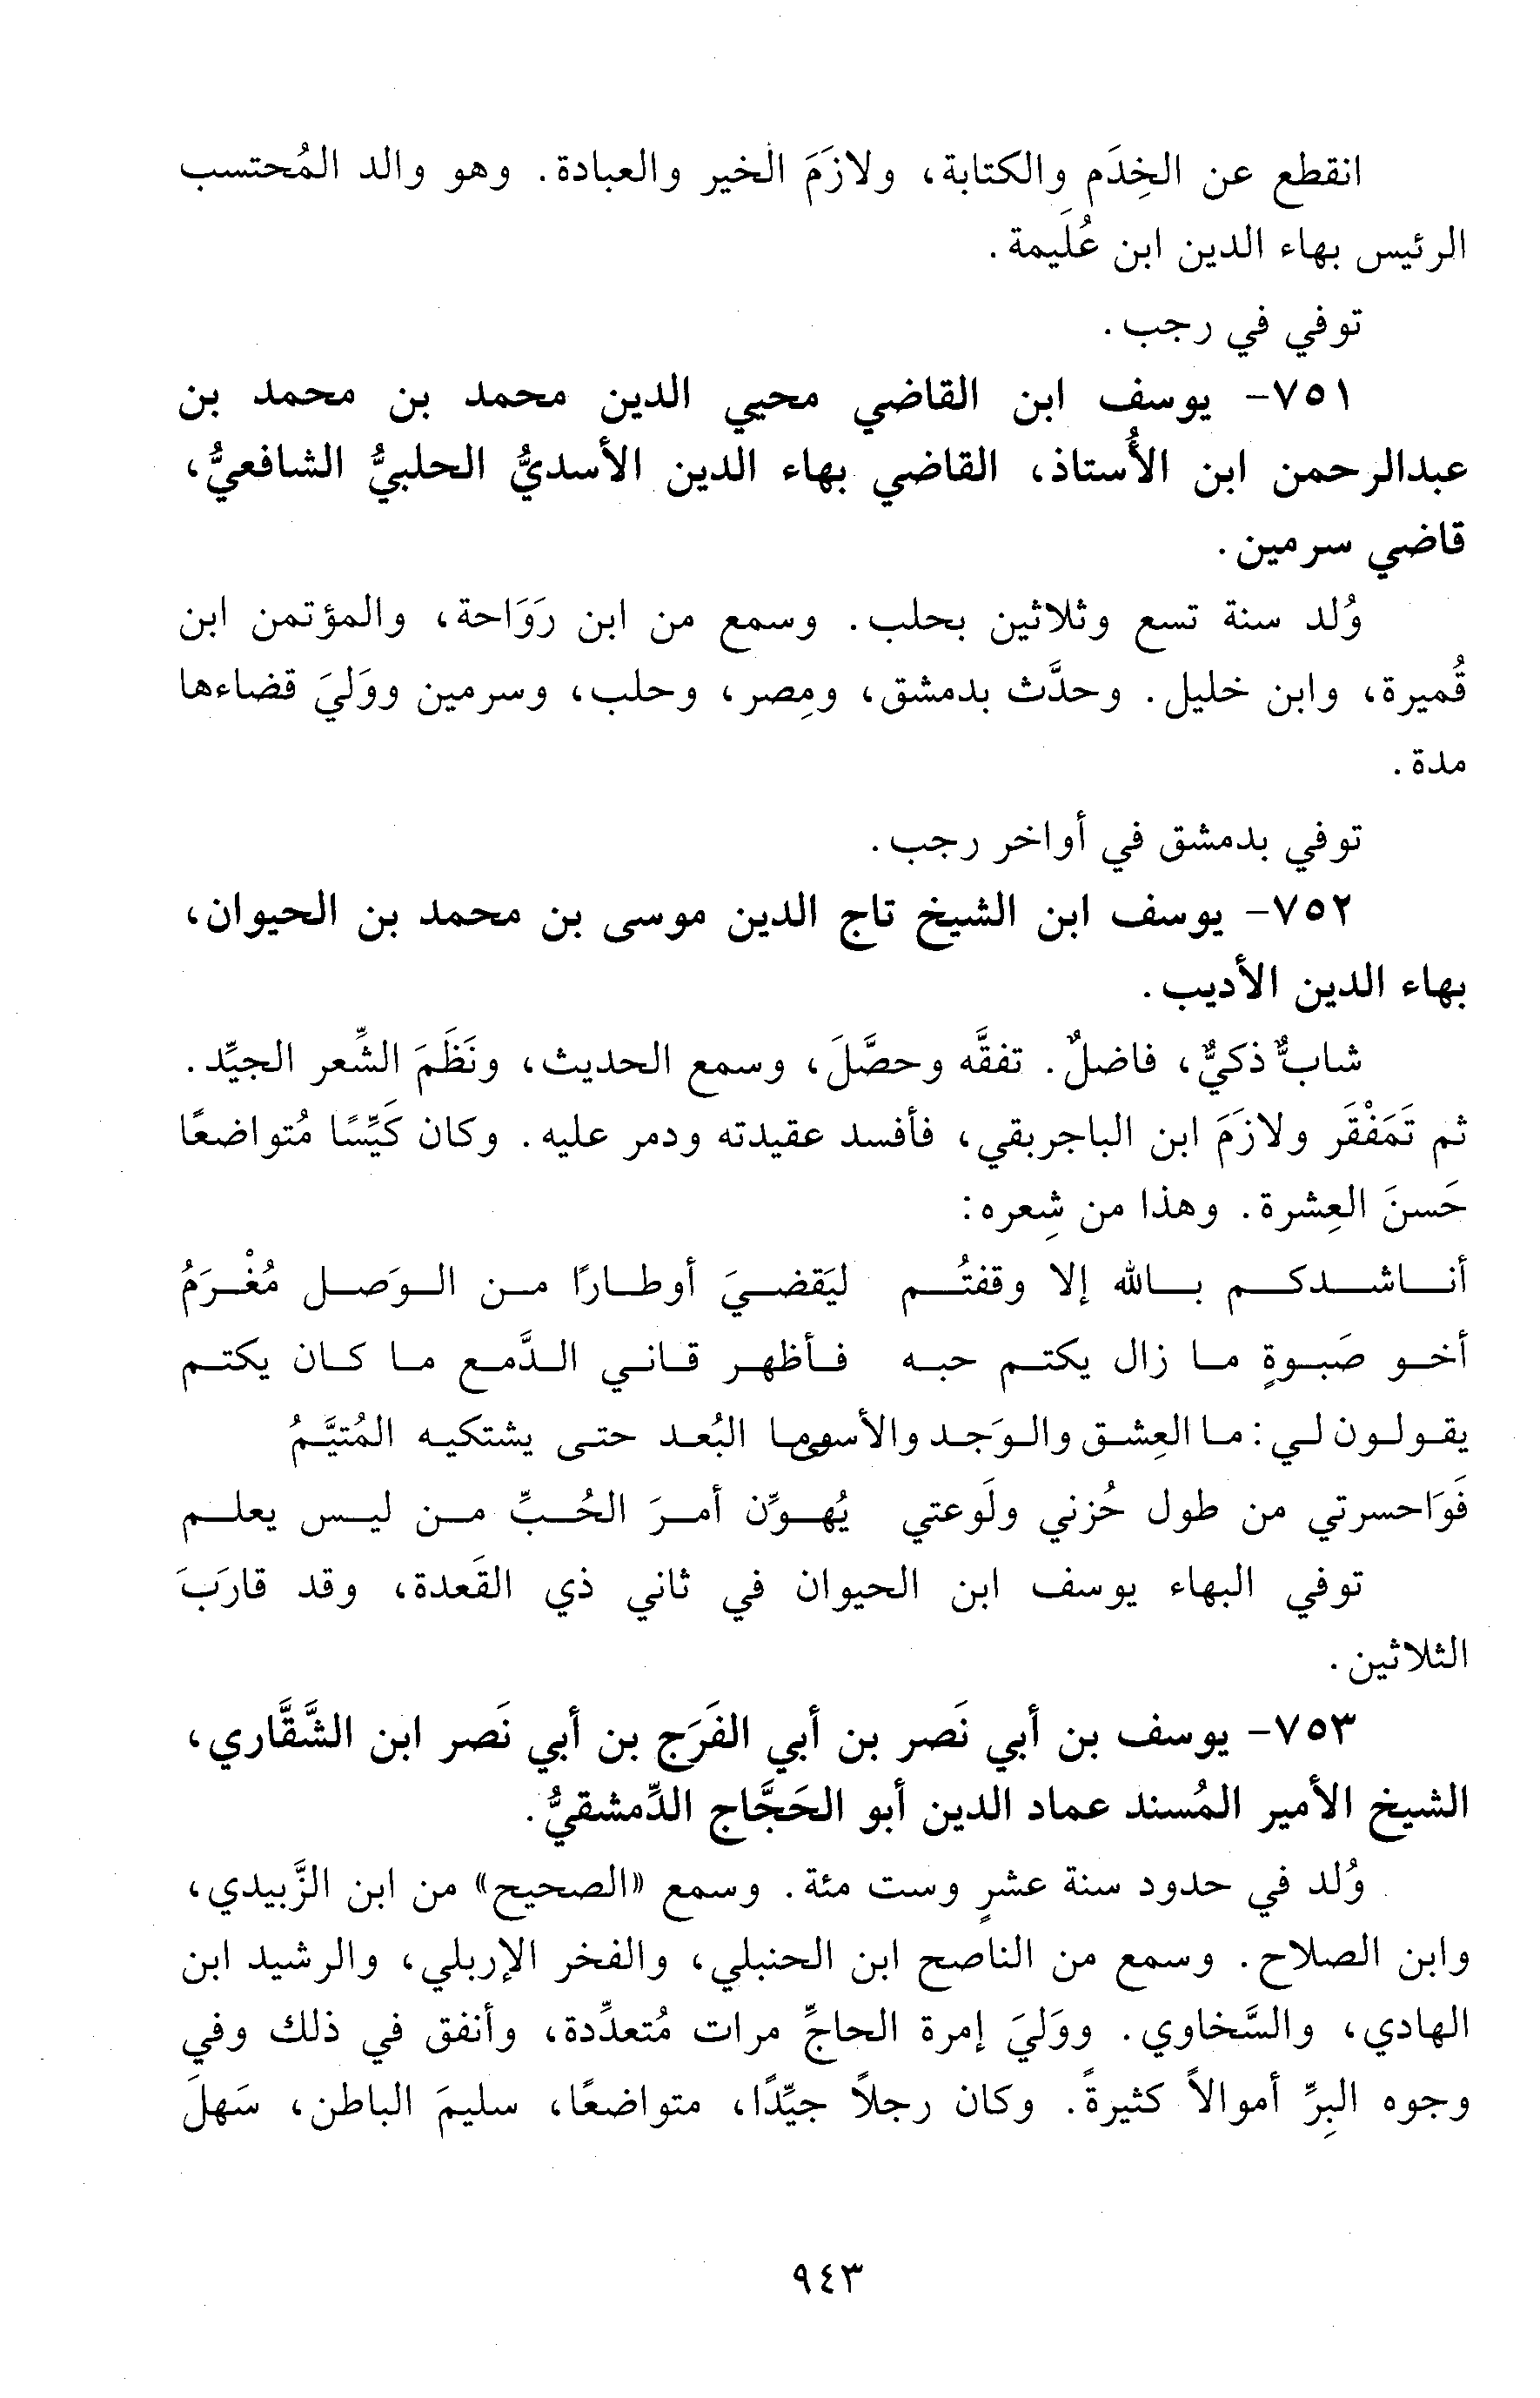 انقطع عن الخِدَم والكتابة، ولازَمَ الخير والعبادة. وهو والد المُحتسب
الرئيس بهاء الدين ابن عُلَيمة.
توفي في رجب.
٧٥١- يوسف ابن القاضي محيي الدين محمد بن محمد بن
عبدالرحمن ابن الأُستاذ، القاضي بهاء الدين الأسديُّ الحلبيُّ الشافعيُّ،
قاضي سرمين.
وُلد سنة تسع وثلاثين بحلب. وسمع من ابن رَوَاحة، والمؤتمن ابن
قُميرة، وابن خليل. وحدَّث بدمشق، ومِصر، وحلب، وسرمين ووَليَ قضاءها
مدة.
توفي بدمشق في أواخر رجب.
٧٥٢- يوسف ابن الشيخ تاج الدين موسى بن محمد بن الحيوان،
بهاء الدين الأديب.
شابٌّ ذكيٌّ، فاضلٌ. تفقَّه وحصَّلَ، وسمع الحديث، ونَظَمَ الشِّعر الجيِّد.
ثم تَمَفْقَر ولازَمَ ابن الباجربقي، فأفسد عقيدته ودمر عليه. وكان كَيِّسًا مُتواضعًا
حَسنَ العِشرة. وهذا من شِعره:
أناشدكم بالله إلا وقفتُم ليَقضيَ أوطارًا من الوَصل مُغْرَمُ
أخو صَبوةٍ ما زال يكتم حبه فأظهر قاني الدَّمع ما كان يكتم
يقولون لي: ما العِشق والوَجد والأسى وما البُعد حتى يشتكيه المُتيَّمُ
فَوَاحسرتي من طول حُزني ولَوعتي يُهوِّن أمرَ الحُبِّ من ليس يعلم
توفي البهاء يوسف ابن الحيوان في ثاني ذي القَعدة، وقد قارَبَ
الثلاثين.
٧٥٣- يوسف بن أبي نَصر بن أبي الفَرَج بن أبي نَصر ابن الشَّقَّاري،
الشيخ الأمير المُسند عماد الدين أبو الحَجَّاج الدِّمشقيُّ.
وُلد في حدود سنة عشرٍ وست مئة. وسمع «الصحيح» من ابن الزَّبيدي،
وابن الصلاح. وسمع من الناصح ابن الحنبلي، والفخر الإربلي، والرشيد ابن
الهادي، والسَّخاوي. ووَليَ إمرة الحاجِّ مرات مُتعدِّدة، وأنفق في ذلك وفي
وجوه البِرِّ أموالاً كثيرةً. وكان رجلاً جيِّدًا، متواضعًا، سليمَ الباطن، سَهلَ
٩٤٣